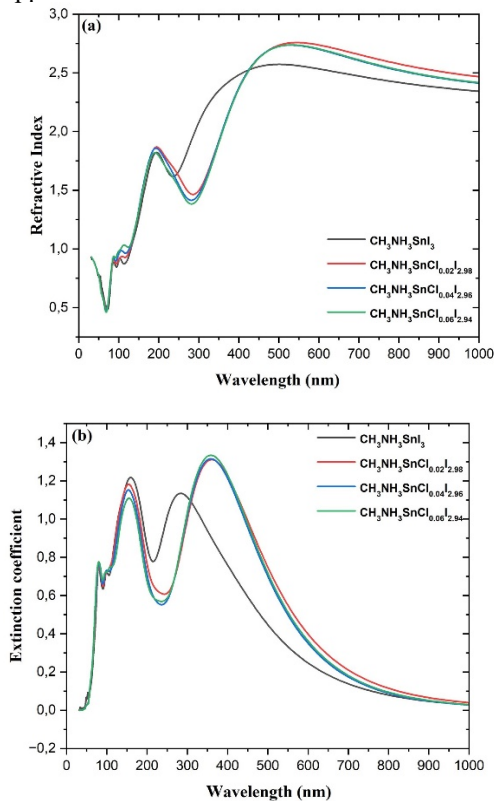 (a)
3,0
2,5
2,0
1,5
1,0
0,5
Refractive Index
CH₃NH₃SnI₃
CH₃NH₃SnCl₀.₀₂I₂.₉₈
CH₃NH₃SnCl₀.₀₄I₂.₉₆
CH₃NH₃SnCl₀.₀₆I₂.₉₄
0 100 200 300 400 500 600 700 800 900 1000
Wavelength (nm)
(b)
1,4
1,2
1,0
0,8
0,6
0,4
0,2
0,0
−0,2
Extinction coefficient
CH₃NH₃SnI₃
CH₃NH₃SnCl₀.₀₂I₂.₉₈
CH₃NH₃SnCl₀.₀₄I₂.₉₆
CH₃NH₃SnCl₀.₀₆I₂.₉₄
0 100 200 300 400 500 600 700 800 900 1000
Wavelength (nm)